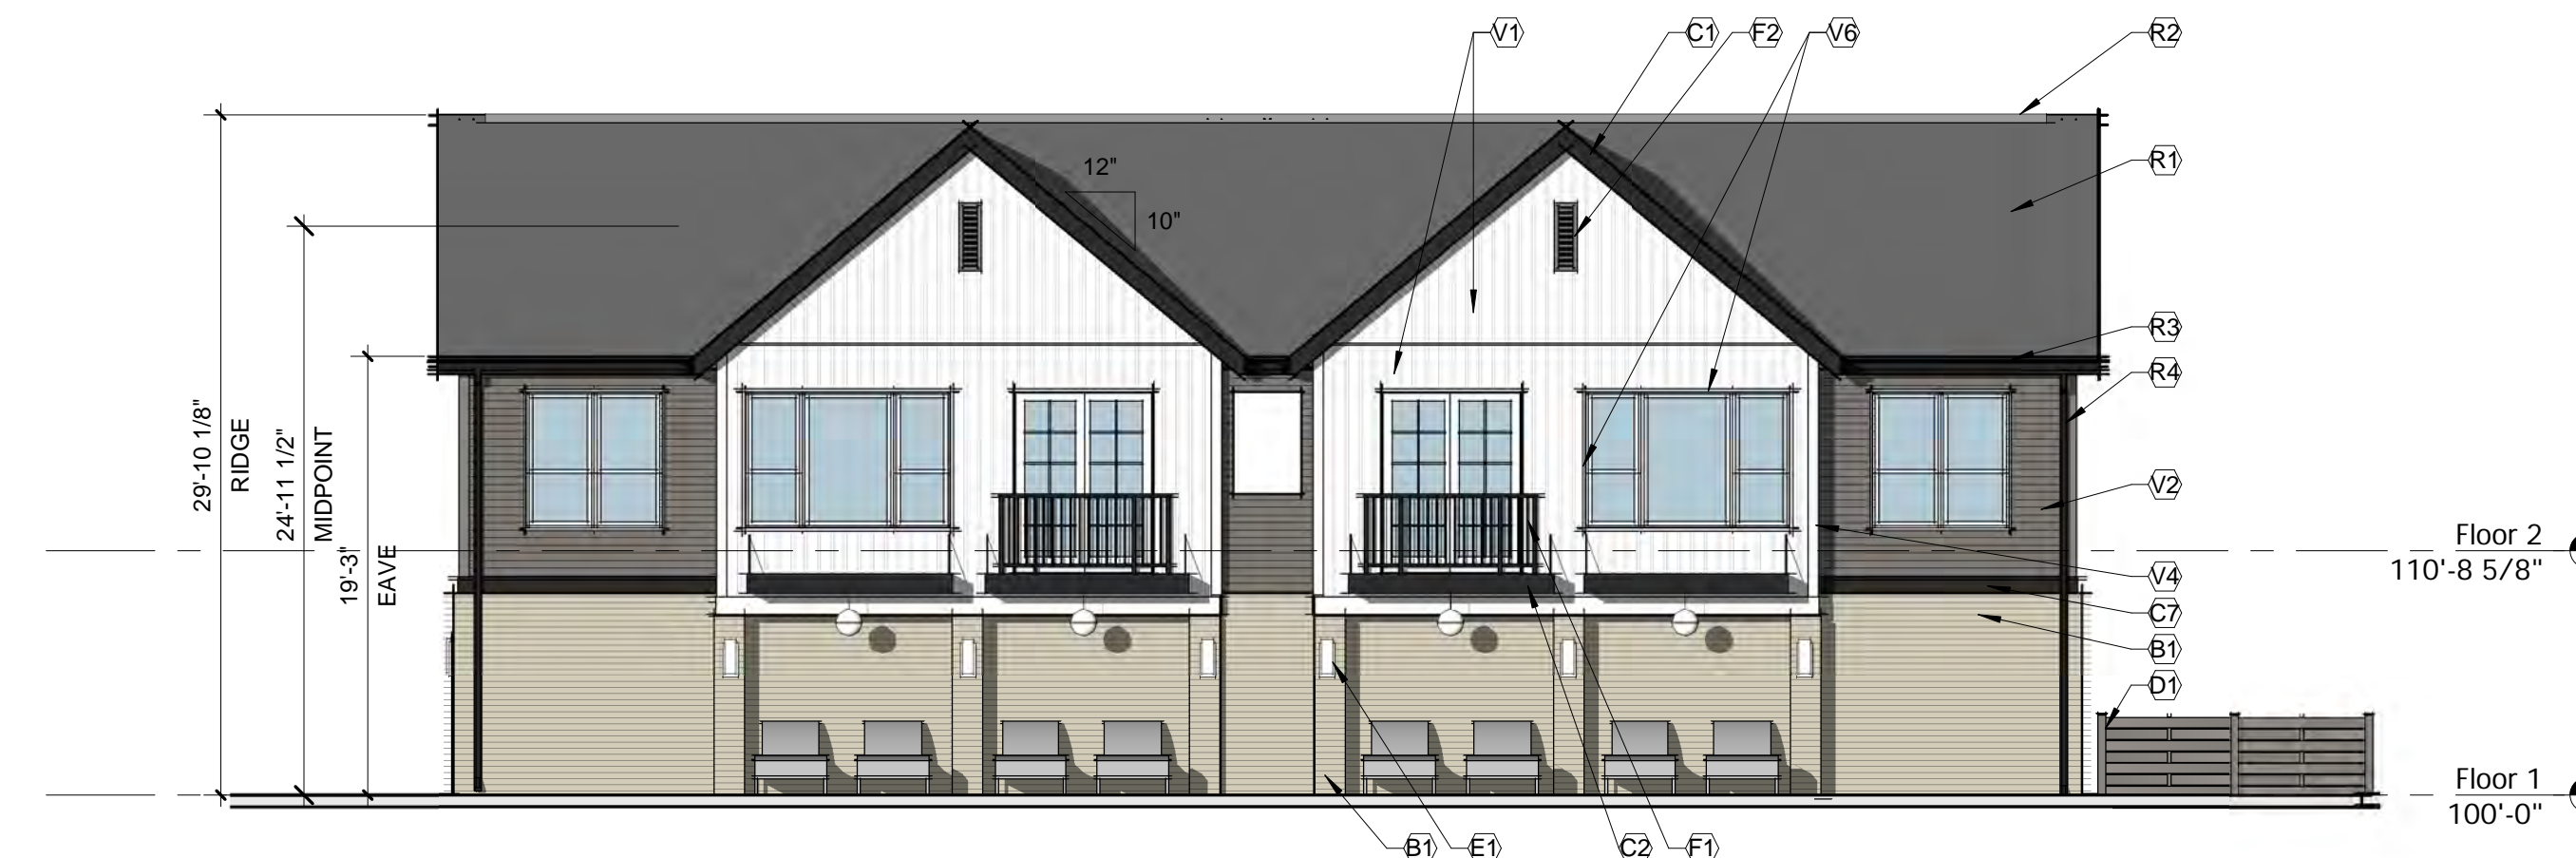 V1
C1
F2
V6
R2
12"
10"
R1
R3
R4
29'-10 1/8"
RIDGE
24'-11 1/2"
MIDPOINT
19'-3"
EAVE
V2
Floor 2
110'-8 5/8"
V4
C7
B1
D1
Floor 1
100'-0"
B1
E1
C2
F1